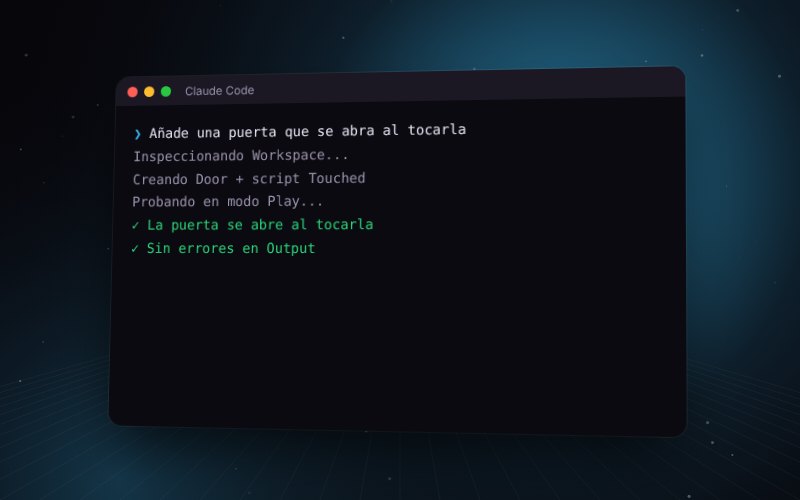 Claude Code
❯ Añade una puerta que se abra al tocarla
Inspeccionando Workspace...
Creando Door + script Touched
Probando en modo Play...
✓ La puerta se abre al tocarla
✓ Sin errores en Output